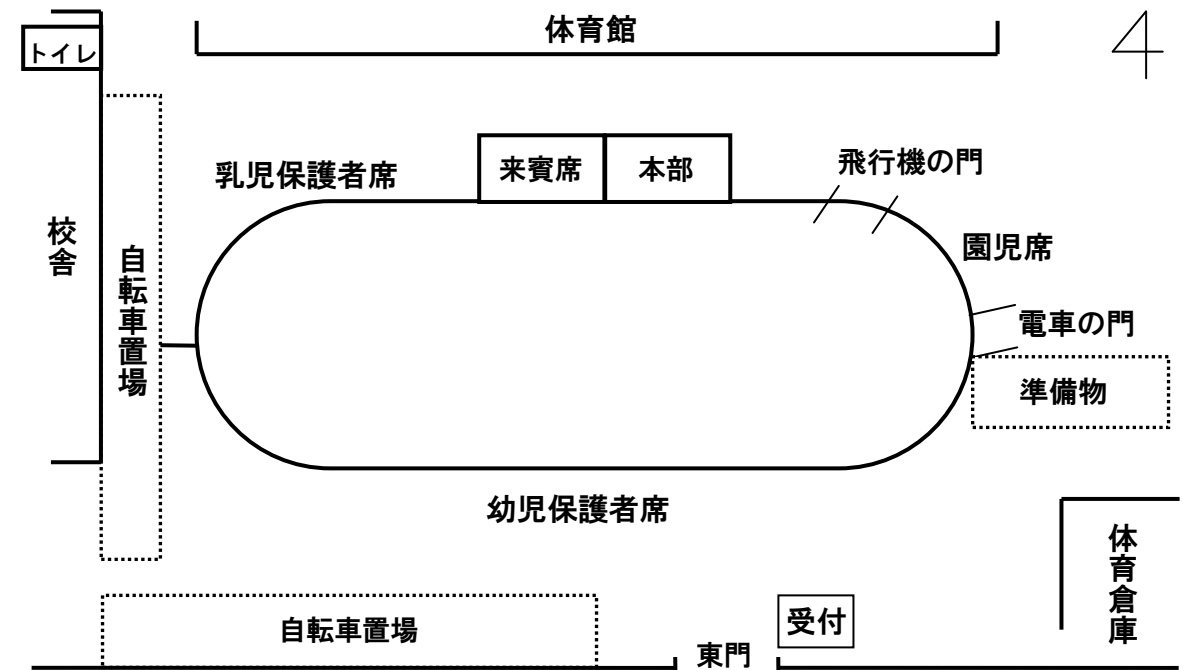 体育館
トイレ
来賓席
本部
飛行機の門
乳児保護者席
校舎
自転車置場
園児席
電車の門
準備物
幼児保護者席
体育倉庫
自転車置場
受付
東門